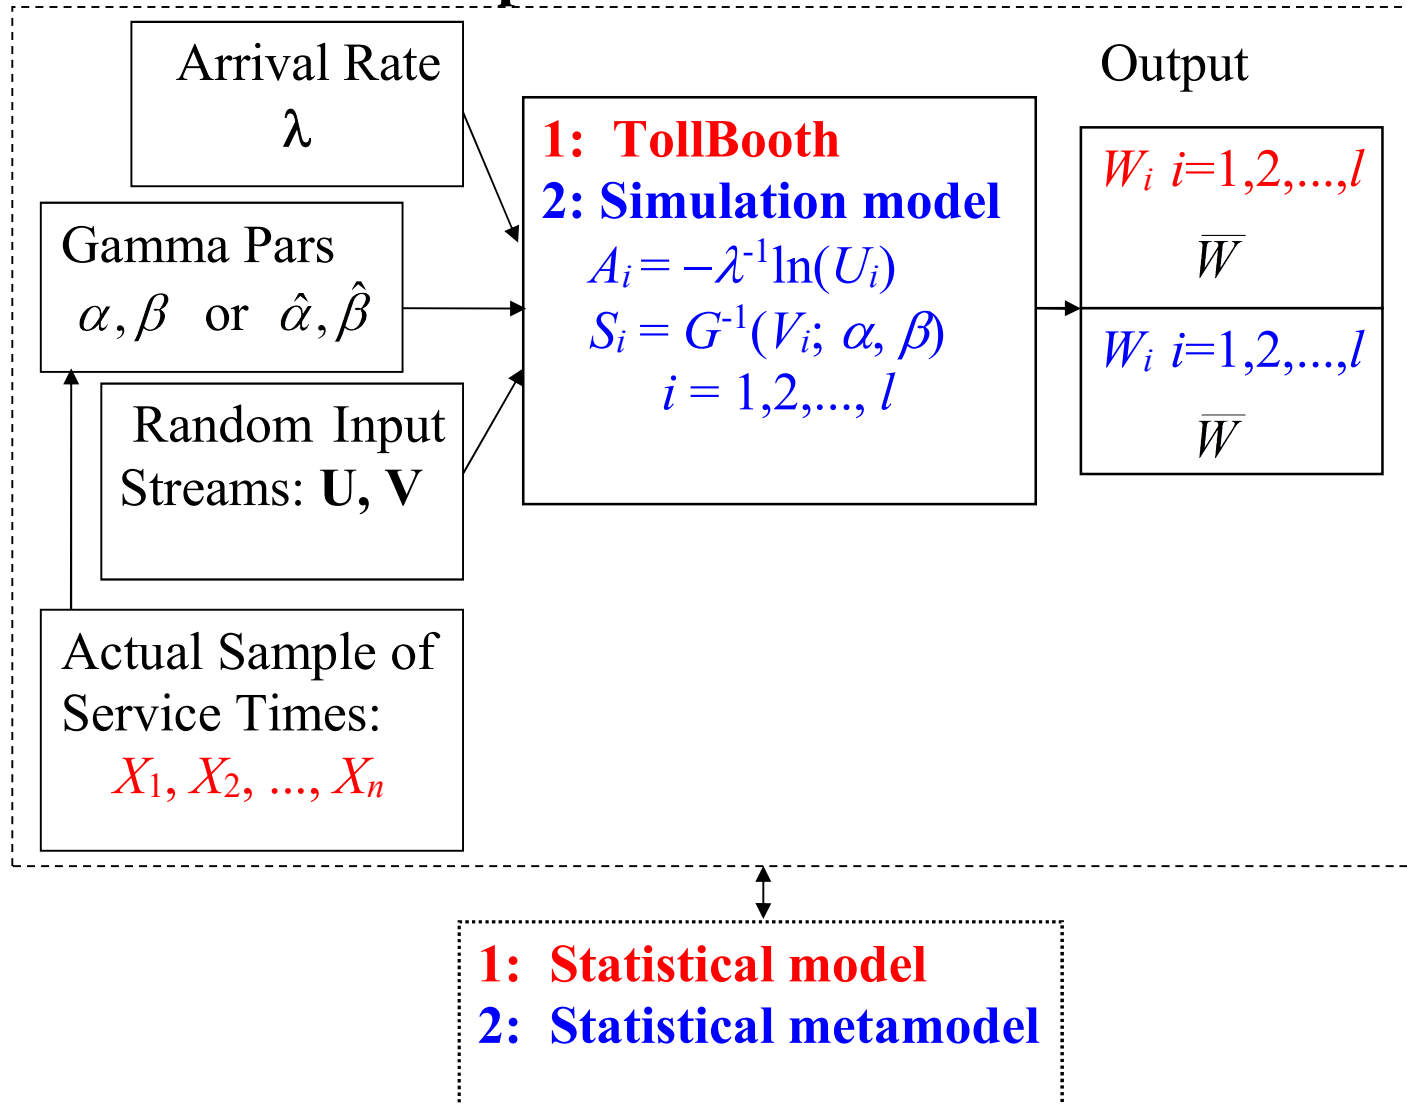 Arrival Rate
λ
Gamma Pars
α, β or α̂, β̂
Random Input
Streams: U, V
Actual Sample of
Service Times:
X₁, X₂, ..., Xₙ
1: TollBooth
2: Simulation model
Aᵢ = −λ⁻¹ln(Uᵢ)
Sᵢ = G⁻¹(Vᵢ; α, β)
i = 1,2,..., l
Output
Wᵢ i=1,2,...,l
W̅
Wᵢ i=1,2,...,l
W̅
1: Statistical model
2: Statistical metamodel